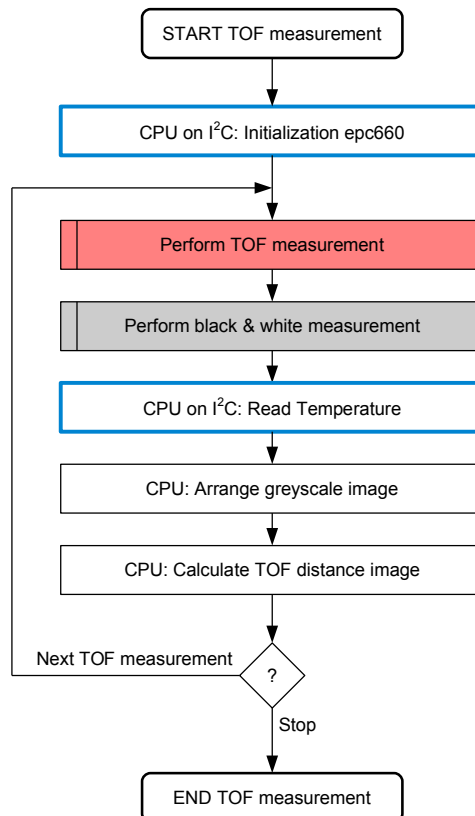 START TOF measurement
CPU on I²C: Initialization epc660
Perform TOF measurement
Perform black & white measurement
CPU on I²C: Read Temperature
CPU: Arrange greyscale image
CPU: Calculate TOF distance image
Next TOF measurement
?
Stop
END TOF measurement